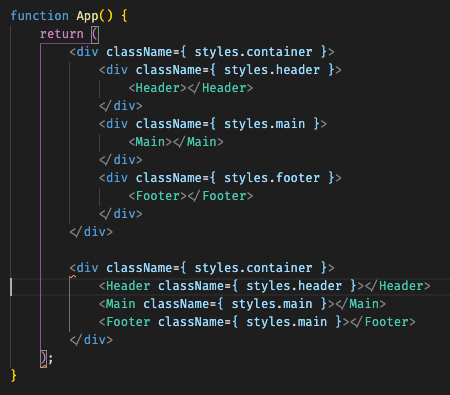 function App() {
    return (
        <div className={ styles.container }>
            <div className={ styles.header }>
                <Header></Header>
            </div>
            <div className={ styles.main }>
                <Main></Main>
            </div>
            <div className={ styles.footer }>
                <Footer></Footer>
            </div>
        </div>

        <div className={ styles.container }>
            <Header className={ styles.header }></Header>
            <Main className={ styles.main }></Main>
            <Footer className={ styles.main }></Footer>
        </div>
    );
}